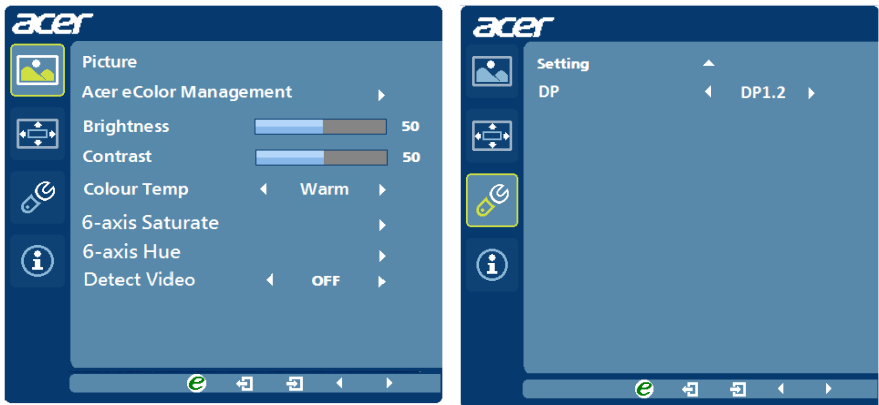 acer
Picture
Acer eColor Management
Brightness 50
Contrast 50
Colour Temp Warm
6-axis Saturate
6-axis Hue
Detect Video OFF
e
acer
Setting
DP DP1.2
e